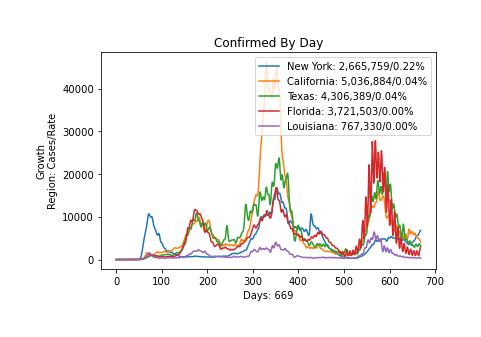 Confirmed By Day
New York: 2,665,759/0.22%
California: 5,036,884/0.04%
Texas: 4,306,389/0.04%
Florida: 3,721,503/0.00%
Louisiana: 767,330/0.00%
Growth
Region: Cases/Rate
40000
30000
20000
10000
0
0 100 200 300 400 500 600 700
Days: 669